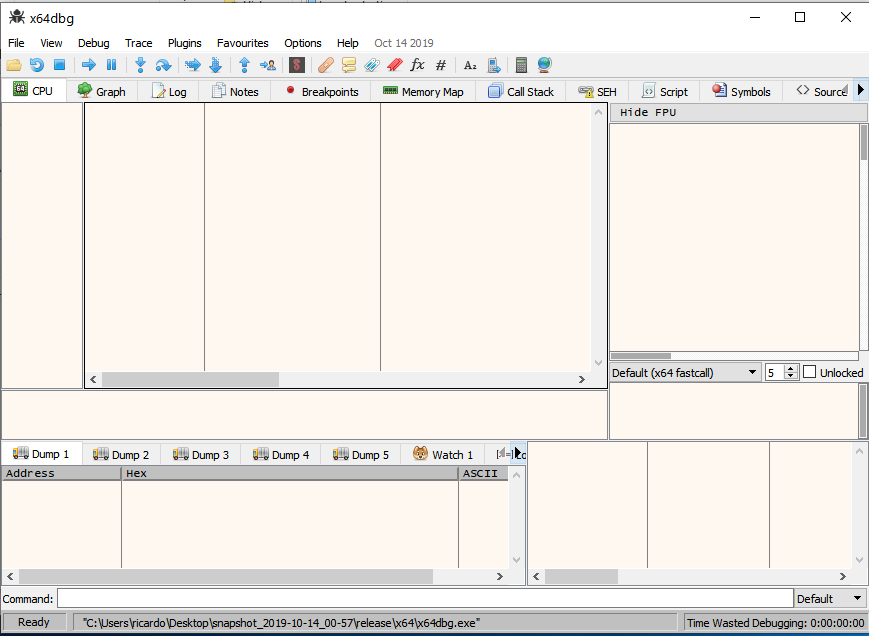 x64dbg
File View Debug Trace Plugins Favourites Options Help Oct 14 2019
CPU Graph Log Notes Breakpoints Memory Map Call Stack SEH Script Symbols Source
Hide FPU
Default (x64 fastcall) 5 Unlocked
Dump 1 Dump 2 Dump 3 Dump 4 Dump 5 Watch 1
Address Hex ASCII
Command: Default
Ready "C:\Users\ricardo\Desktop\snapshot_2019-10-14_00-57\release\x64\x64dbg.exe" Time Wasted Debugging: 0:00:00:00